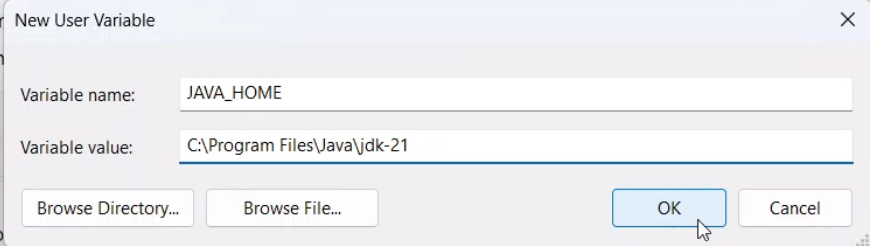 New User Variable
Variable name: JAVA_HOME
Variable value: C:\Program Files\Java\jdk-21
Browse Directory... Browse File... OK Cancel